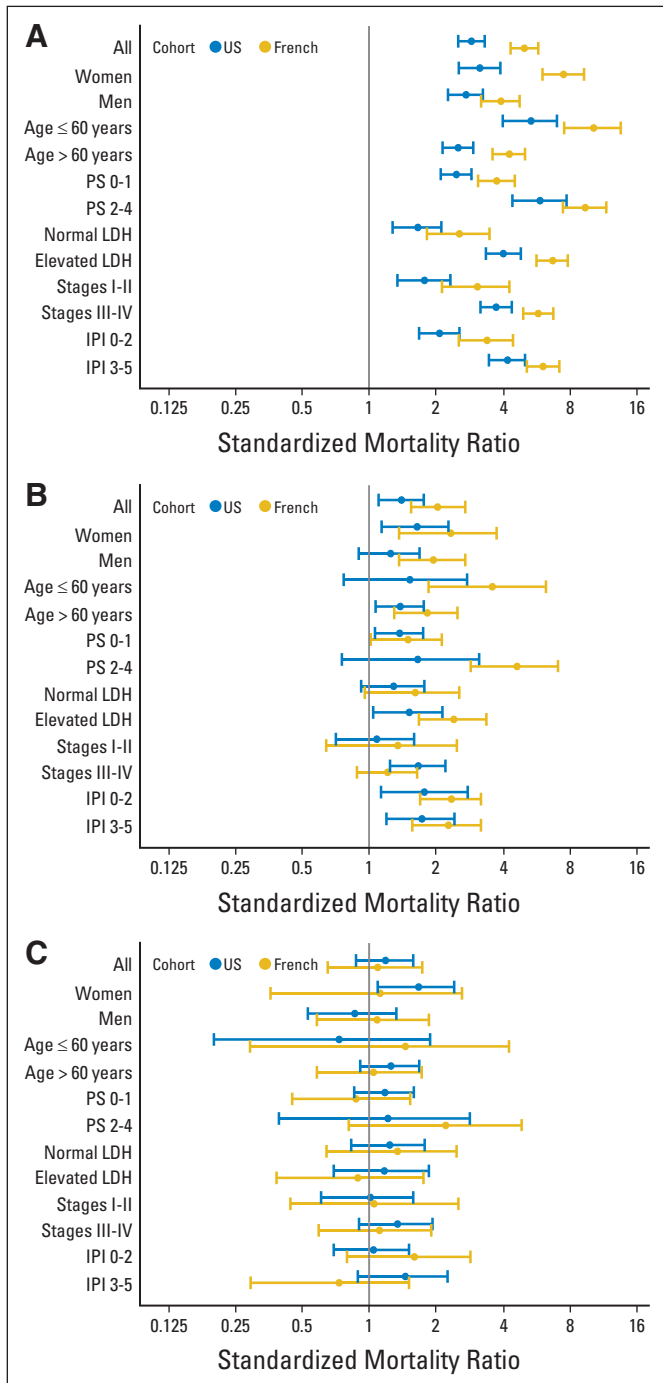 A
Cohort US French
All
Women
Men
Age ≤ 60 years
Age > 60 years
PS 0-1
PS 2-4
Normal LDH
Elevated LDH
Stages I-II
Stages III-IV
IPI 0-2
IPI 3-5
0.125 0.25 0.5 1 2 4 8 16
Standardized Mortality Ratio
B
Cohort US French
All
Women
Men
Age ≤ 60 years
Age > 60 years
PS 0-1
PS 2-4
Normal LDH
Elevated LDH
Stages I-II
Stages III-IV
IPI 0-2
IPI 3-5
0.125 0.25 0.5 1 2 4 8 16
Standardized Mortality Ratio
C
Cohort US French
All
Women
Men
Age ≤ 60 years
Age > 60 years
PS 0-1
PS 2-4
Normal LDH
Elevated LDH
Stages I-II
Stages III-IV
IPI 0-2
IPI 3-5
0.125 0.25 0.5 1 2 4 8 16
Standardized Mortality Ratio